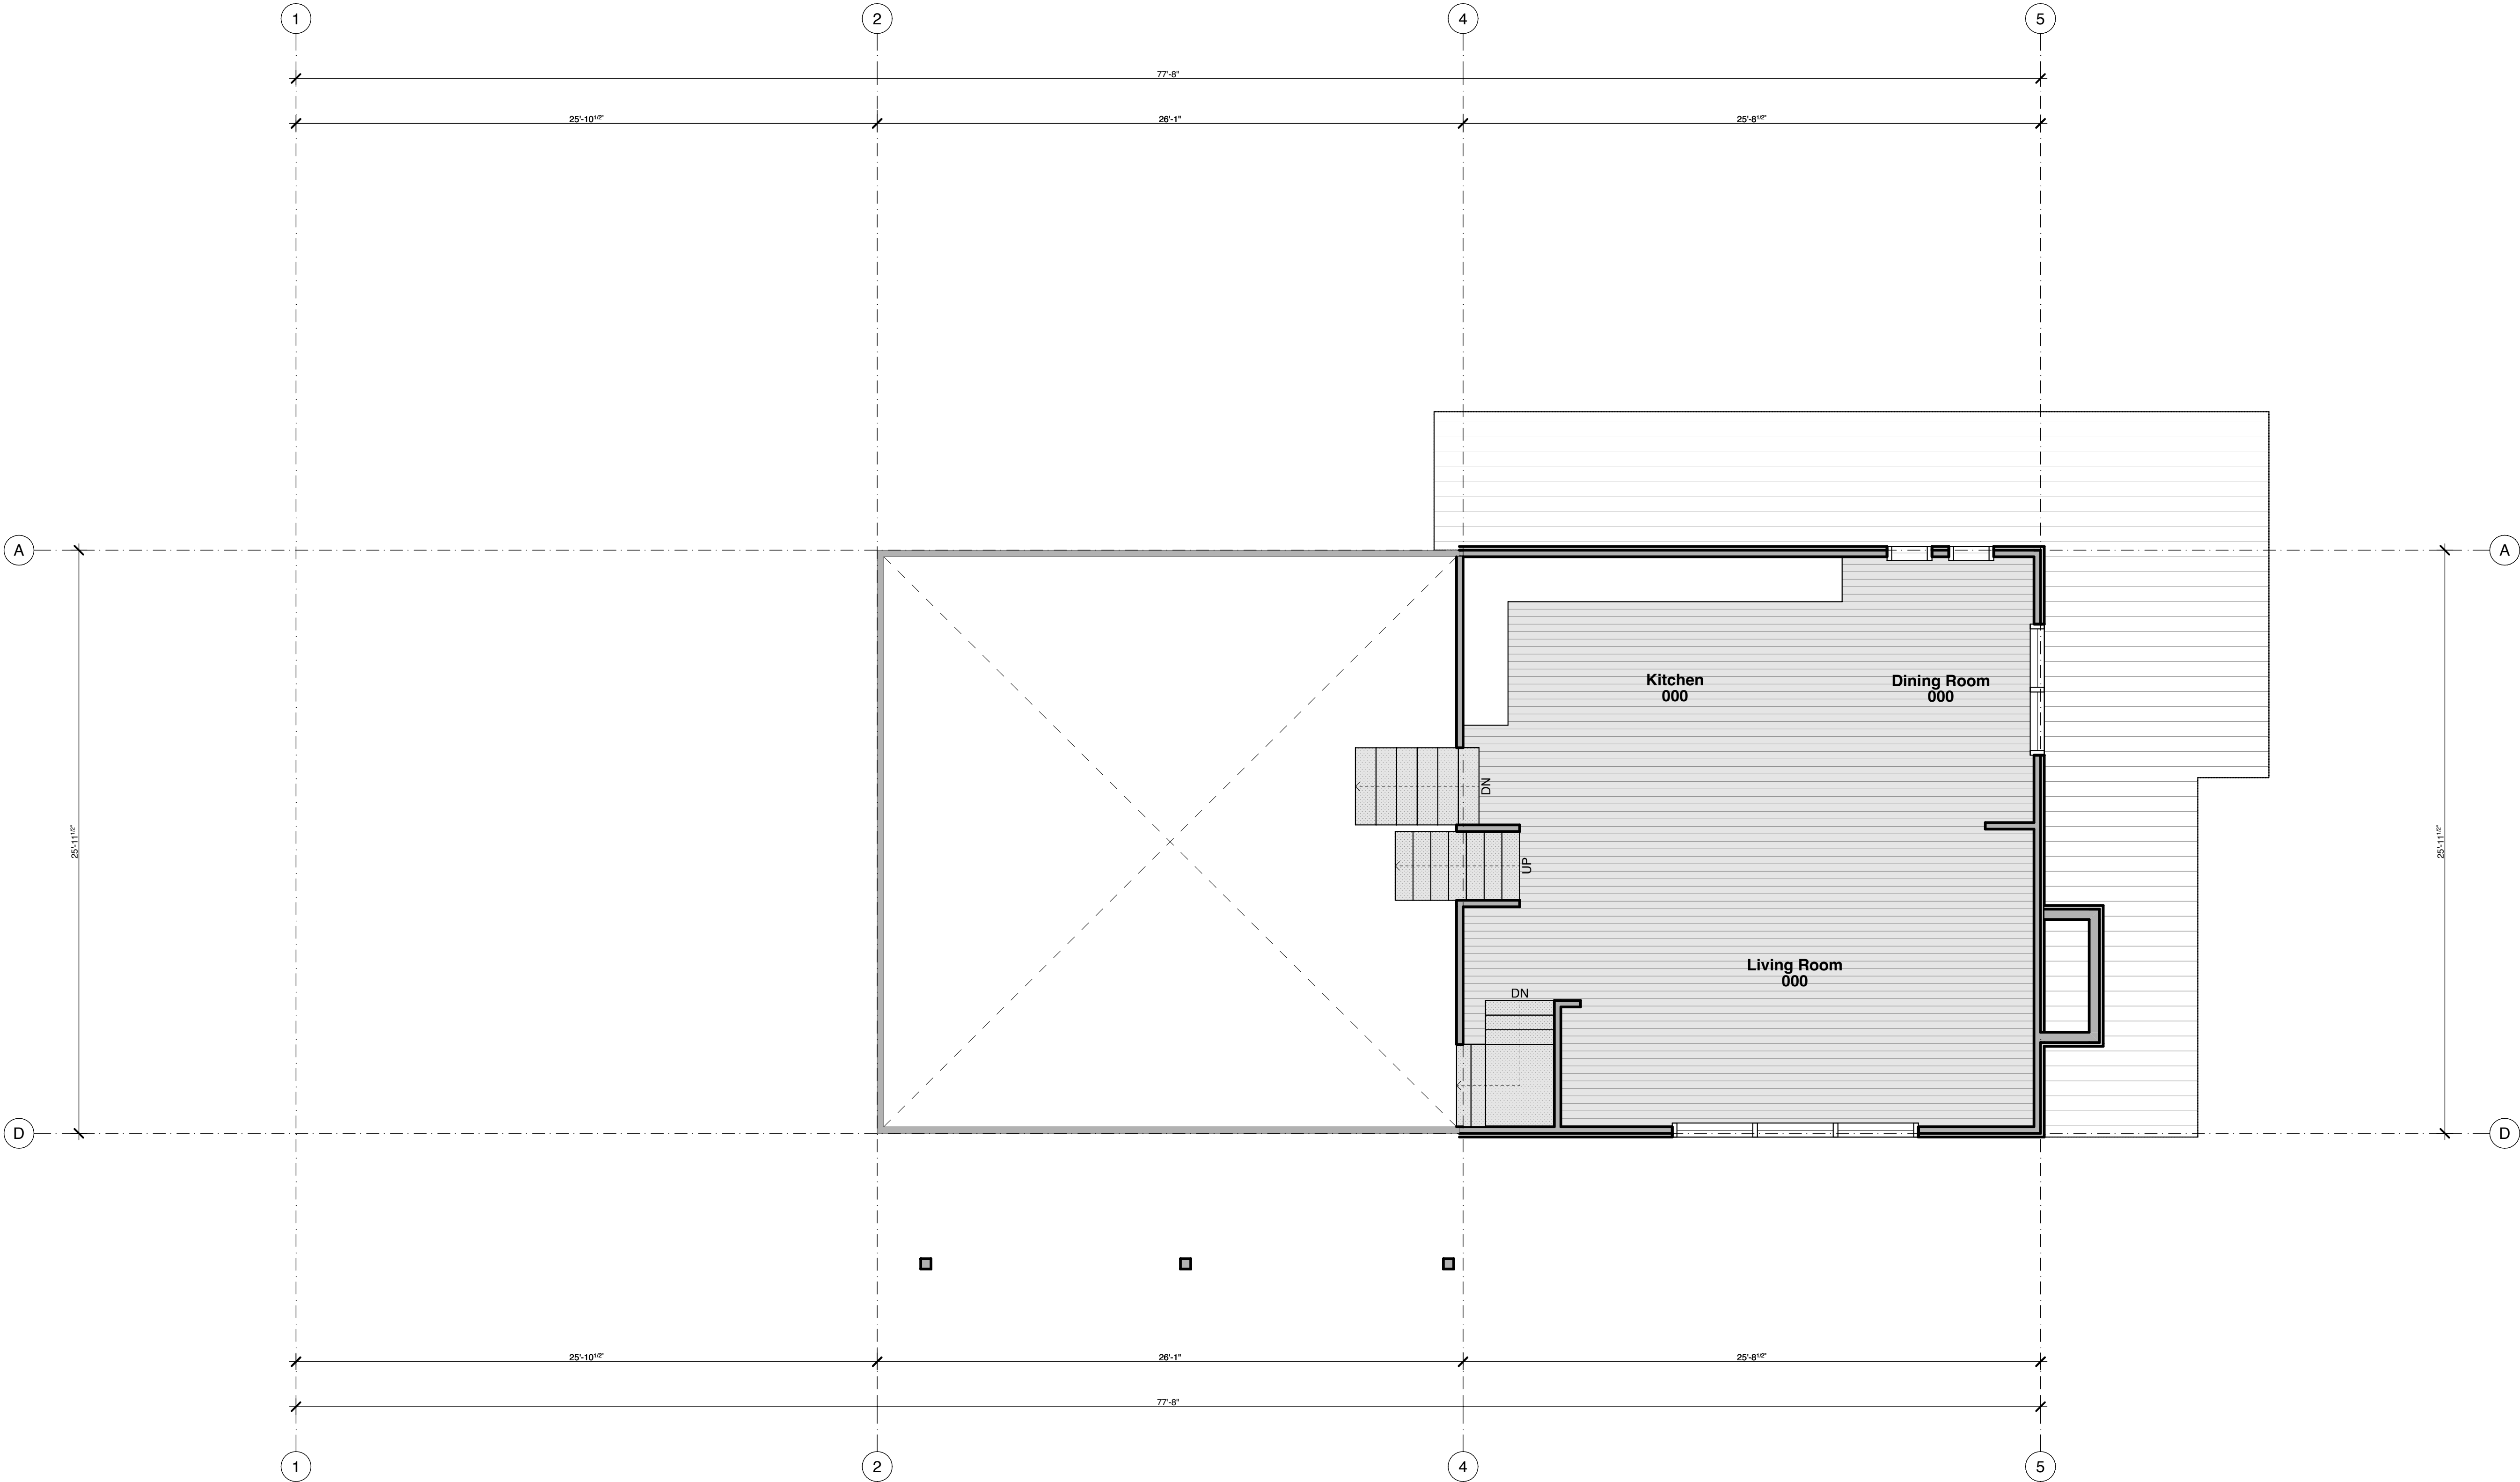 1 2 4 5
77'-8"
25'-10 1/2" 26'-1" 25'-8 1/2"
A A
Kitchen
000
Dining Room
000
DN
25'-11 1/2" 25'-11 1/2"
UP
Living Room
000
DN
D D
25'-10 1/2" 26'-1" 25'-8 1/2"
77'-8"
1 2 4 5